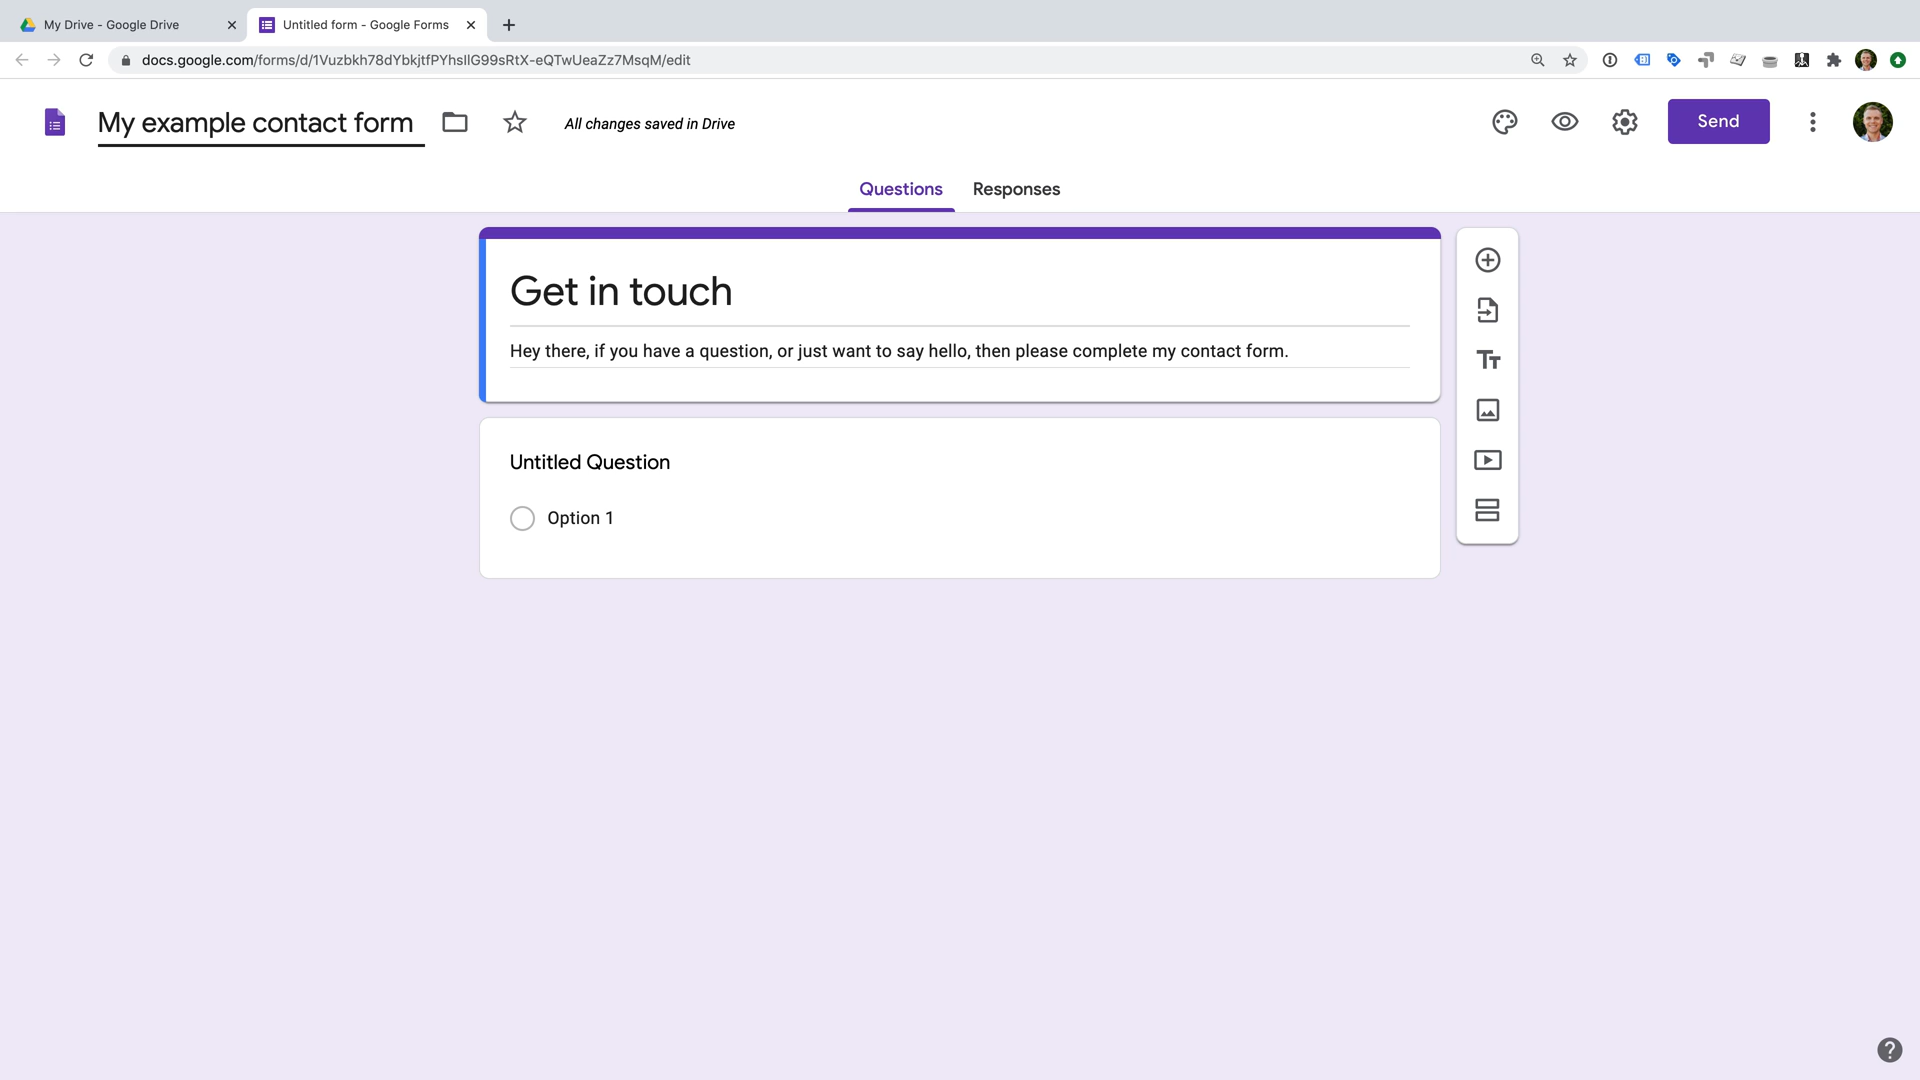 My Drive - Google Drive
Untitled form - Google Forms
docs.google.com/forms/d/1Vuzbkh78dYbkjtfPYhsIlG99sRtX-eQTwUeaZz7MsqM/edit
My example contact form
All changes saved in Drive
Send
Questions
Responses
Get in touch
Hey there, if you have a question, or just want to say hello, then please complete my contact form.
Untitled Question
Option 1